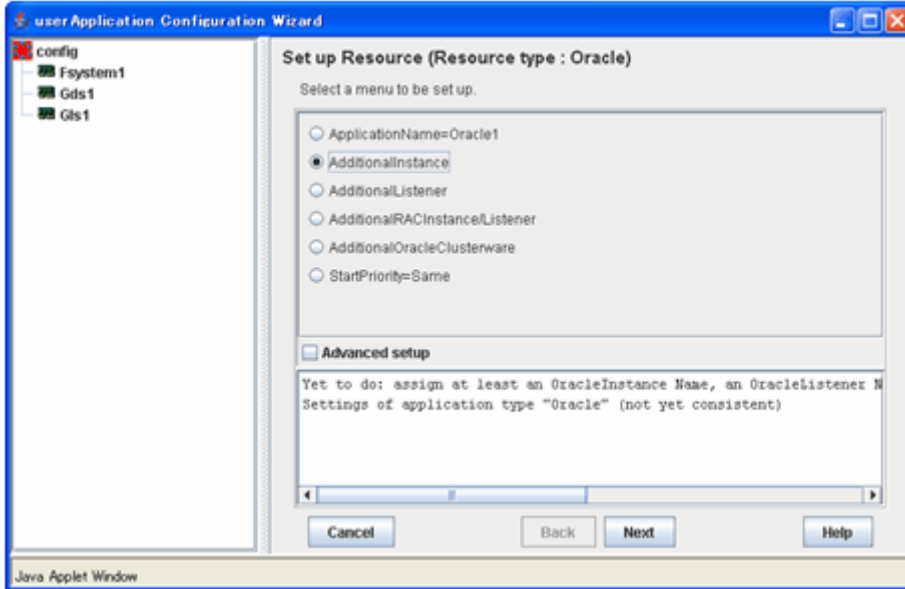 userApplication Configuration Wizard
config
Fsystem1
Gds1
Gls1
Set up Resource (Resource type : Oracle)
Select a menu to be set up.
ApplicationName=Oracle1
AdditionalInstance
AdditionalListener
AdditionalRACInstance/Listener
AdditionalOracleClusterware
StartPriority=Same
Advanced setup
Yet to do: assign at least an OracleInstance Name, an OracleListener N
Settings of application type "Oracle" (not yet consistent)
Cancel
Back
Next
Help
Java Applet Window